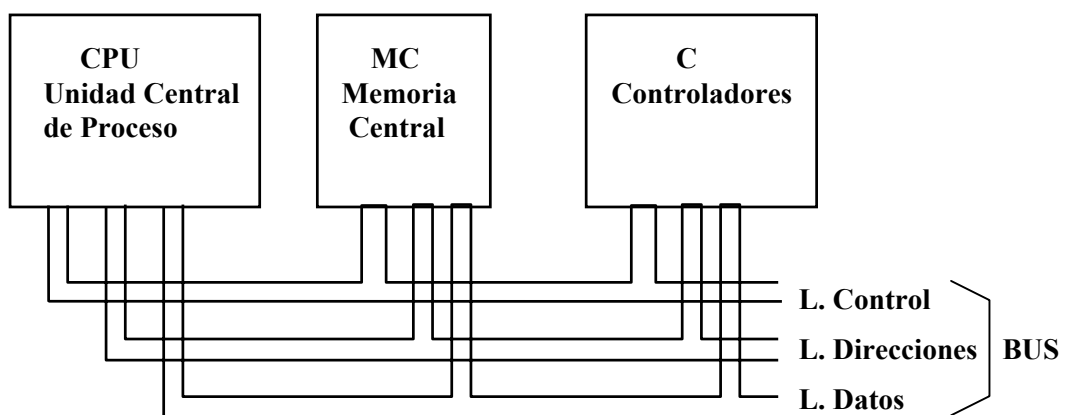 CPU
Unidad Central
de Proceso
MC
Memoria
Central
C
Controladores
L. Control
L. Direcciones
BUS
L. Datos